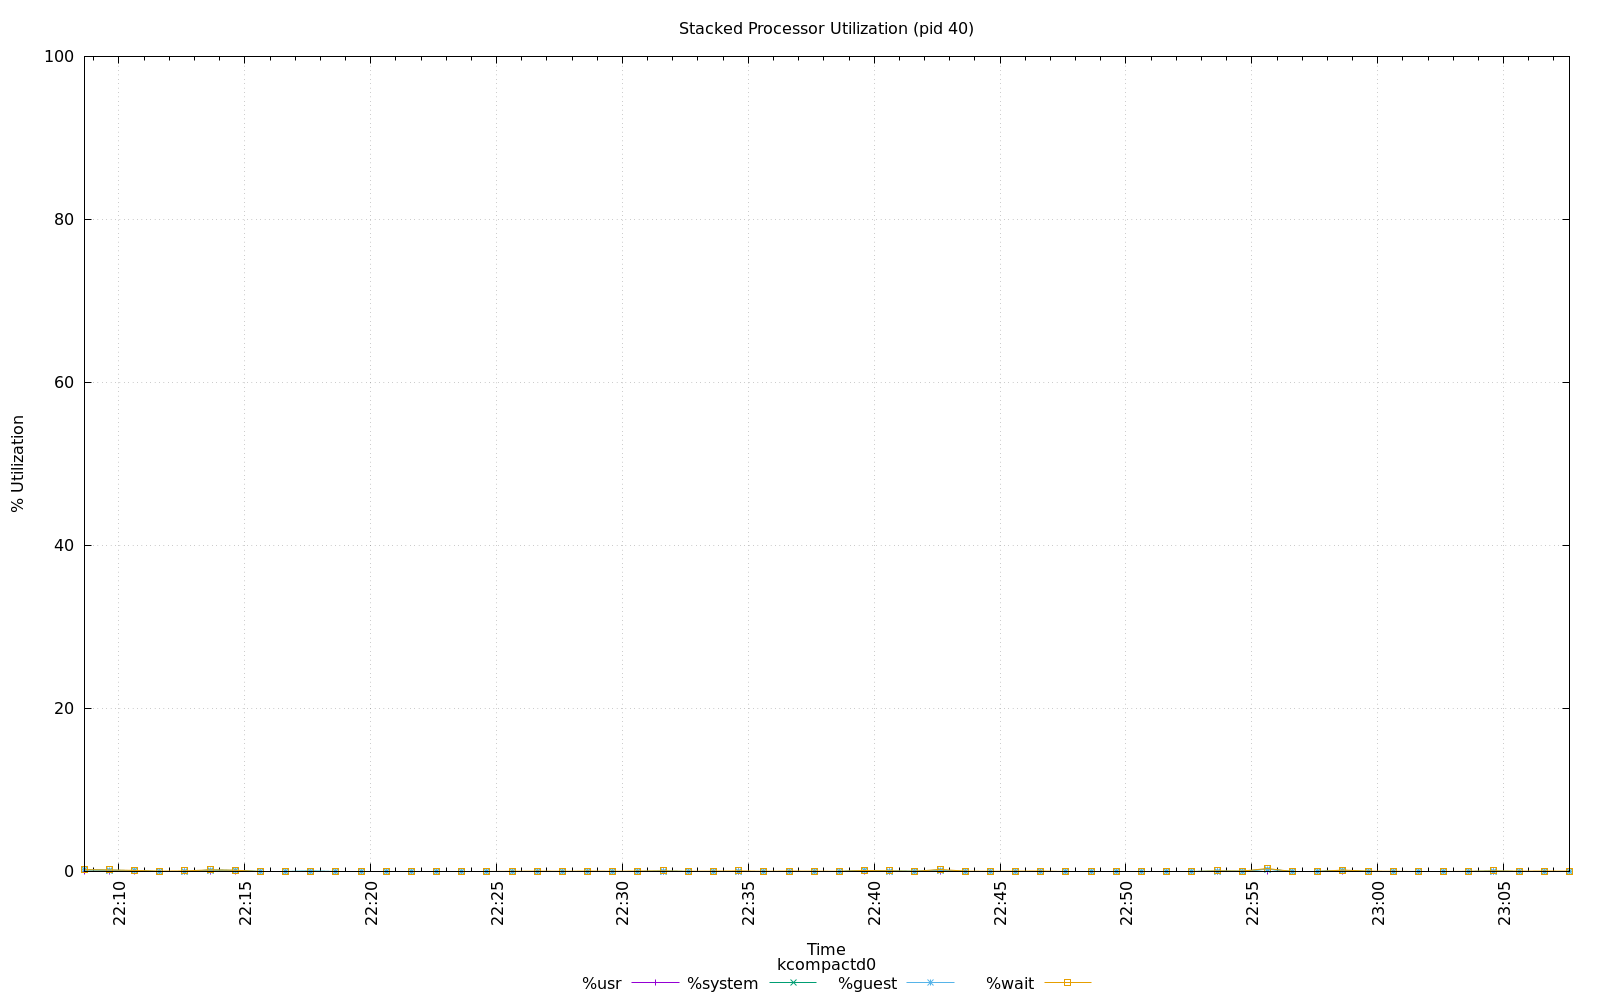 Stacked Processor Utilization (pid 40)
100
80
60
40
20
0
% Utilization
22:10 22:15 22:20 22:25 22:30 22:35 22:40 22:45 22:50 22:55 23:00 23:05
Time
kcompactd0
%usr %system %guest %wait